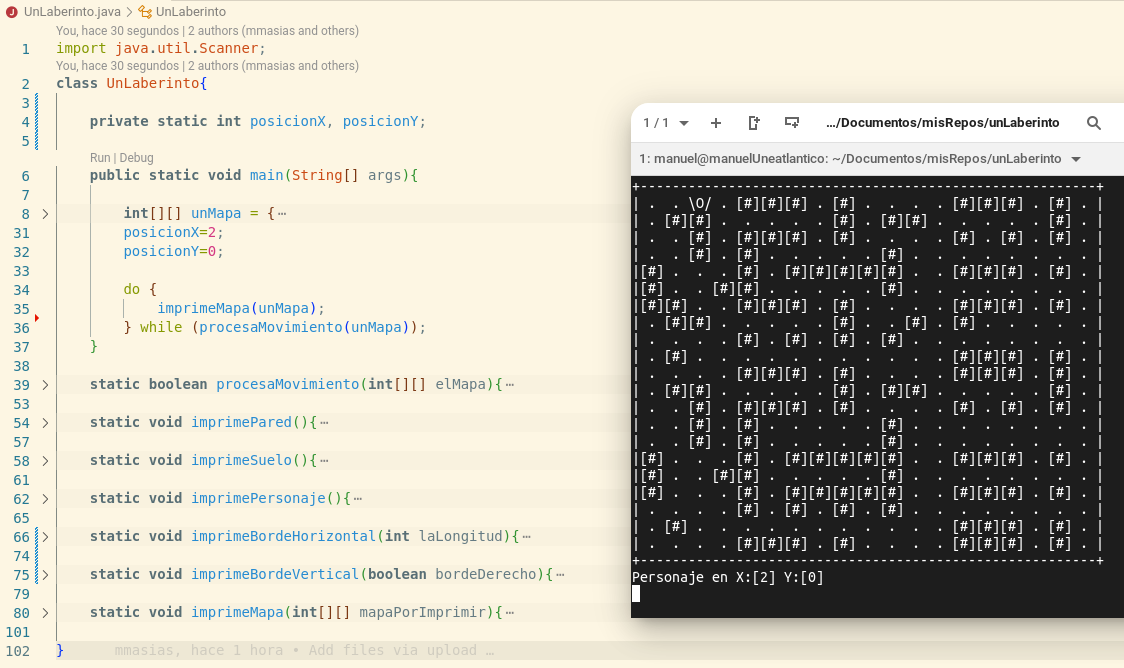 UnLaberinto.java > UnLaberinto
You, hace 30 segundos | 2 authors (mmasias and others)
1 import java.util.Scanner;
You, hace 30 segundos | 2 authors (mmasias and others)
2 class UnLaberinto{
3
4 private static int posicionX, posicionY;
5
Run | Debug
6 public static void main(String[] args){
7
8 int[][] unMapa = {⋯
31 posicionX=2;
32 posicionY=0;
33
34 do {
35 imprimeMapa(unMapa);
36 } while (procesaMovimiento(unMapa));
37 }
38
39 static boolean procesaMovimiento(int[][] elMapa){⋯
53
54 static void imprimePared(){⋯
57
58 static void imprimeSuelo(){⋯
61
62 static void imprimePersonaje(){⋯
65
66 static void imprimeBordeHorizontal(int laLongitud){⋯
74
75 static void imprimeBordeVertical(boolean bordeDerecho){⋯
79
80 static void imprimeMapa(int[][] mapaPorImprimir){⋯
101
102 } mmasias, hace 1 hora • Add files via upload …
1 / 1 …/Documentos/misRepos/unLaberinto
1: manuel@manuelUneatlantico: ~/Documentos/misRepos/unLaberinto
+---------------------------------------------------------+
| .  . \O/ . [#][#][#] . [#] .  .  .  . [#][#][#] . [#] . |
| . [#][#] .  .  .  .  . [#] . [#][#] .  .  .  .  . [#] . |
| .  . [#] . [#][#][#] . [#] .  .  .  . [#] . [#] . [#] . |
| .  . [#] . [#] .  .  .  .  . [#] .  .  .  .  .  .  .  . |
|[#] .  .  . [#] . [#][#][#][#][#] .  . [#][#][#] . [#] . |
|[#] .  . [#][#] .  .  .  .  . [#] .  .  .  .  .  .  .  . |
|[#][#] .  . [#][#][#] . [#] .  .  .  . [#][#][#] . [#] . |
| . [#][#] .  .  .  .  . [#] .  . [#] . [#] .  .  .  .  . |
| .  .  .  . [#] . [#] . [#] . [#] .  .  .  .  .  .  .  . |
| . [#] .  .  .  .  .  .  .  .  .  .  . [#][#][#] . [#] . |
| .  .  .  . [#][#][#] . [#] .  .  .  . [#][#][#] . [#] . |
| . [#][#] .  .  .  .  . [#] . [#][#] .  .  .  .  . [#] . |
| .  . [#] . [#][#][#] . [#] .  .  .  . [#] . [#] . [#] . |
| .  . [#] . [#] .  .  .  .  . [#] .  .  .  .  .  .  .  . |
| .  . [#] . [#] .  .  .  .  . [#] .  .  .  .  .  .  .  . |
|[#] .  .  . [#] . [#][#][#][#][#] .  . [#][#][#] . [#] . |
|[#] .  . [#][#] .  .  .  .  . [#] .  .  .  .  .  .  .  . |
|[#] .  .  . [#] . [#][#][#][#][#] .  . [#][#][#] . [#] . |
| .  .  .  . [#] . [#] . [#] . [#] .  .  .  .  .  .  .  . |
| . [#] .  .  .  .  .  .  .  .  .  .  . [#][#][#] . [#] . |
| .  .  .  . [#][#][#] . [#] .  .  .  . [#][#][#] . [#] . |
+---------------------------------------------------------+
Personaje en X:[2] Y:[0]